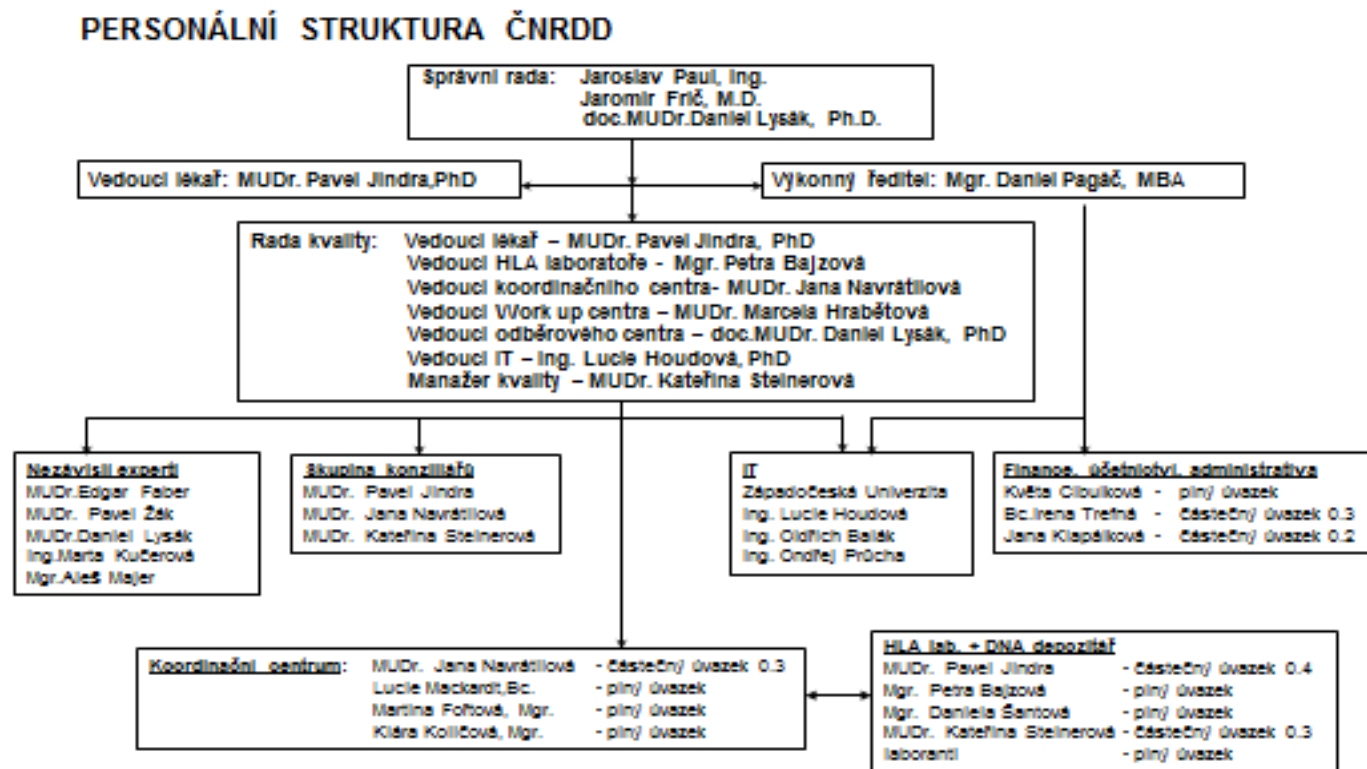 PERSONÁLNÍ STRUKTURA ČNRDD
Správní rada: Jaroslav Paul, Ing.
Jaromír Frič, M.D.
doc.MUDr.Daniel Lysák, Ph.D.
Vedoucí lékař: MUDr. Pavel Jindra,PhD
Výkonný ředitel: Mgr. Daniel Pagáč, MBA
Rada kvality: Vedoucí lékař – MUDr. Pavel Jindra, PhD
Vedoucí HLA laboratoře - Mgr. Petra Bajzová
Vedoucí koordinačního centra- MUDr. Jana Navrátilová
Vedoucí Work up centra – MUDr. Marcela Hrabětová
Vedoucí odběrového centra – doc.MUDr. Daniel Lysák, PhD
Vedoucí IT – Ing. Lucie Houdová, PhD
Manažer kvality – MUDr. Kateřina Steinerová
Nezávislí experti
MUDr.Edgar Faber
MUDr. Pavel Žák
MUDr.Daniel Lysák
Ing.Marta Kučerová
Mgr.Aleš Majer
Skupina konziliářů
MUDr. Pavel Jindra
MUDr. Jana Navrátilová
MUDr. Kateřina Steinerová
IT
Západočeská Univerzita
Ing. Lucie Houdová
Ing. Oldřich Balák
Ing. Ondřej Průcha
Finance, účetnictví, administrativa
Květa Cibulková - plný úvazek
Bc.Irena Trefná - částečný úvazek 0.3
Jana Klapálková - částečný úvazek 0.2
Koordinační centrum: MUDr. Jana Navrátilová - částečný úvazek 0.3
Lucie Mackardt,Bc. - plný úvazek
Martina Fořtová, Mgr. - plný úvazek
Klára Količová, Mgr. - plný úvazek
HLA lab. + DNA depozitář
MUDr. Pavel Jindra - částečný úvazek 0.4
Mgr. Petra Bajzová - plný úvazek
Mgr. Daniela Šantová - plný úvazek
MUDr. Kateřina Steinerová - částečný úvazek 0.3
laboranti - plný úvazek